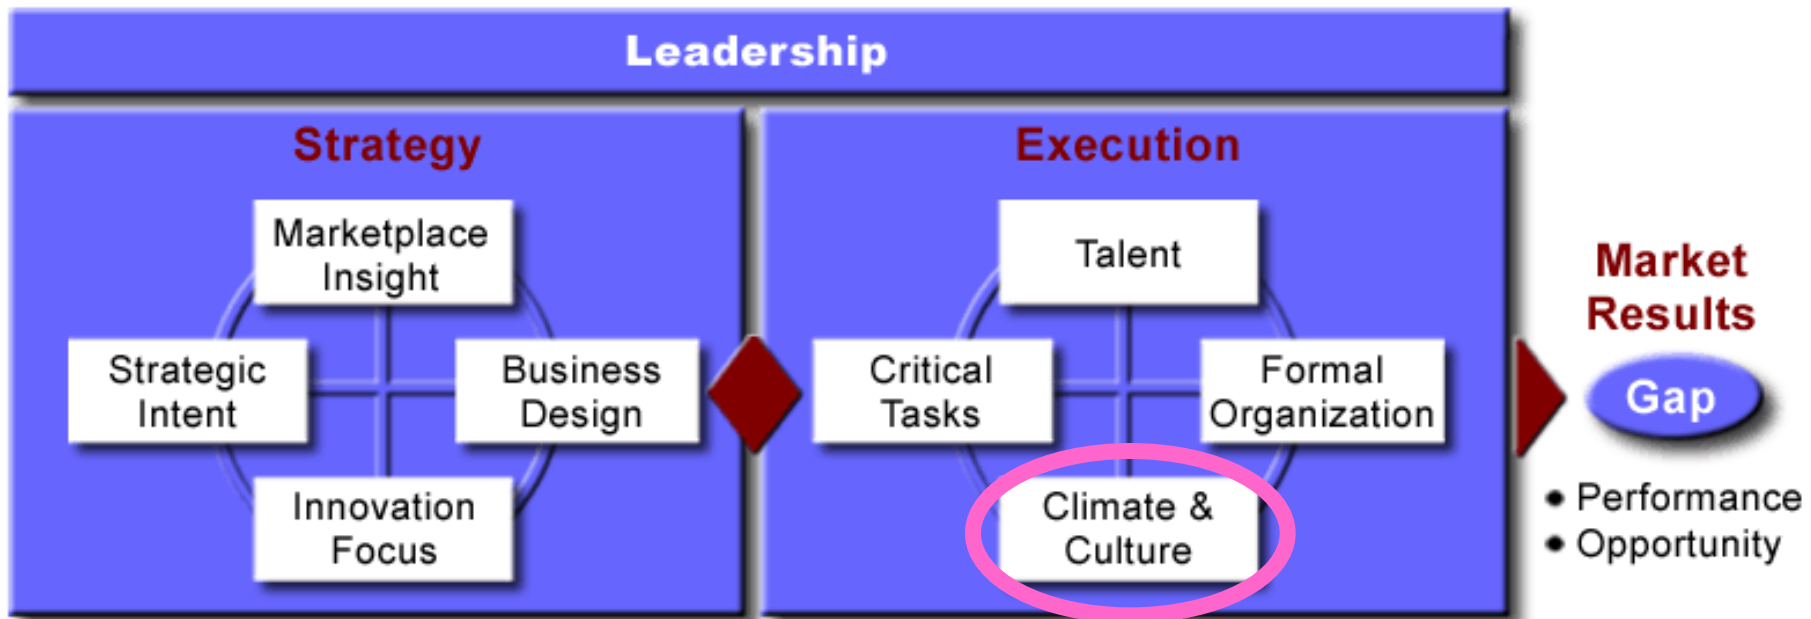 Leadership
Strategy
Marketplace
Insight
Strategic
Intent
Business
Design
Innovation
Focus
Execution
Talent
Critical
Tasks
Formal
Organization
Climate &
Culture
Market
Results
Gap
• Performance
• Opportunity